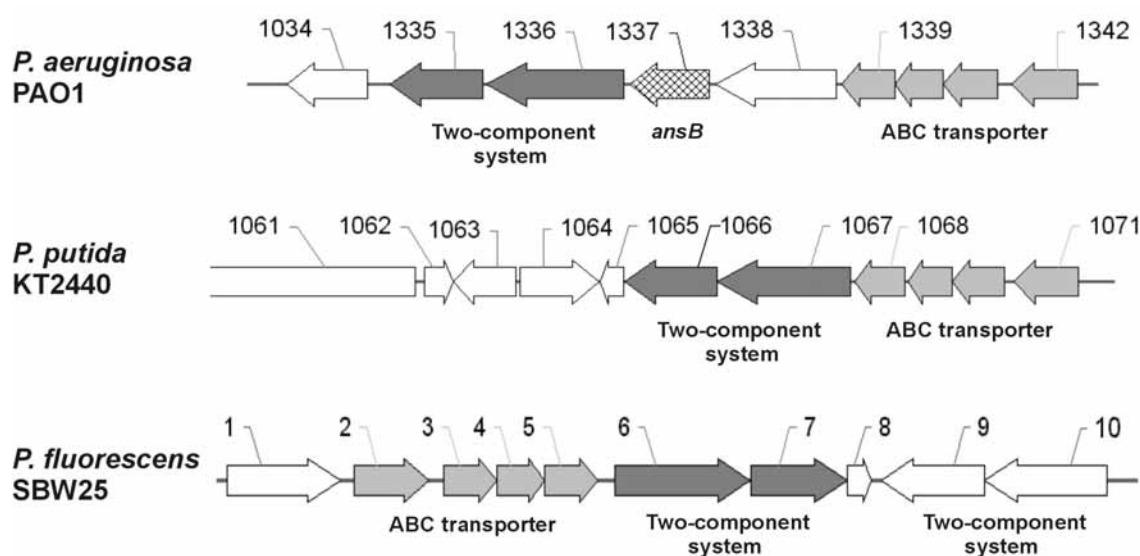 1034 1335 1336 1337 1338 1339 1342
P. aeruginosa
PAO1
Two-component
system
ansB
ABC transporter
1061 1062 1063 1064 1065 1066 1067 1068 1071
P. putida
KT2440
Two-component
system
ABC transporter
1 2 3 4 5 6 7 8 9 10
P. fluorescens
SBW25
ABC transporter
Two-component
system
Two-component
system